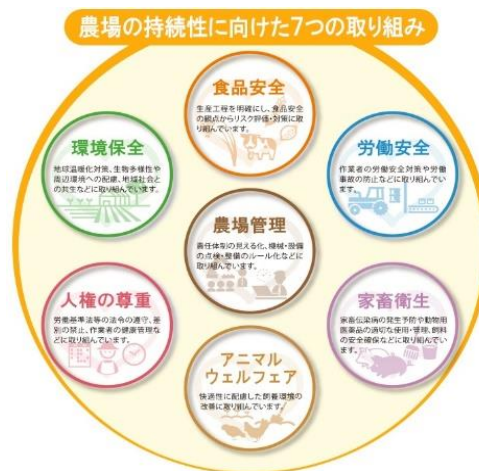 農場の持続性に向けた7つの取り組み
食品安全
生産工程を明確にし、食品安全
の観点からリスク評価・対策に取
り組んでいます。
環境保全
地球温暖化対策、生物多様性や
周辺環境への配慮、地域社会と
の共生などに取り組んでいます。
労働安全
作業者の労働安全対策や労働
事故の防止などに取り組んでいま
す。
農場管理
責任体制の見える化、機械・設備
の点検・整備のルール化などに
取り組んでいます。
人権の尊重
労働基準法等の法令の遵守、差
別の禁止、作業者の健康管理な
どに取り組んでいます。
家畜衛生
家畜伝染病の発生予防や動物用
医薬品の適切な使用・管理、飼料
の安全確保などに取り組んでいま
す。
アニマル
ウェルフェア
快適性に配慮した飼養環境の
改善に取り組んでいます。